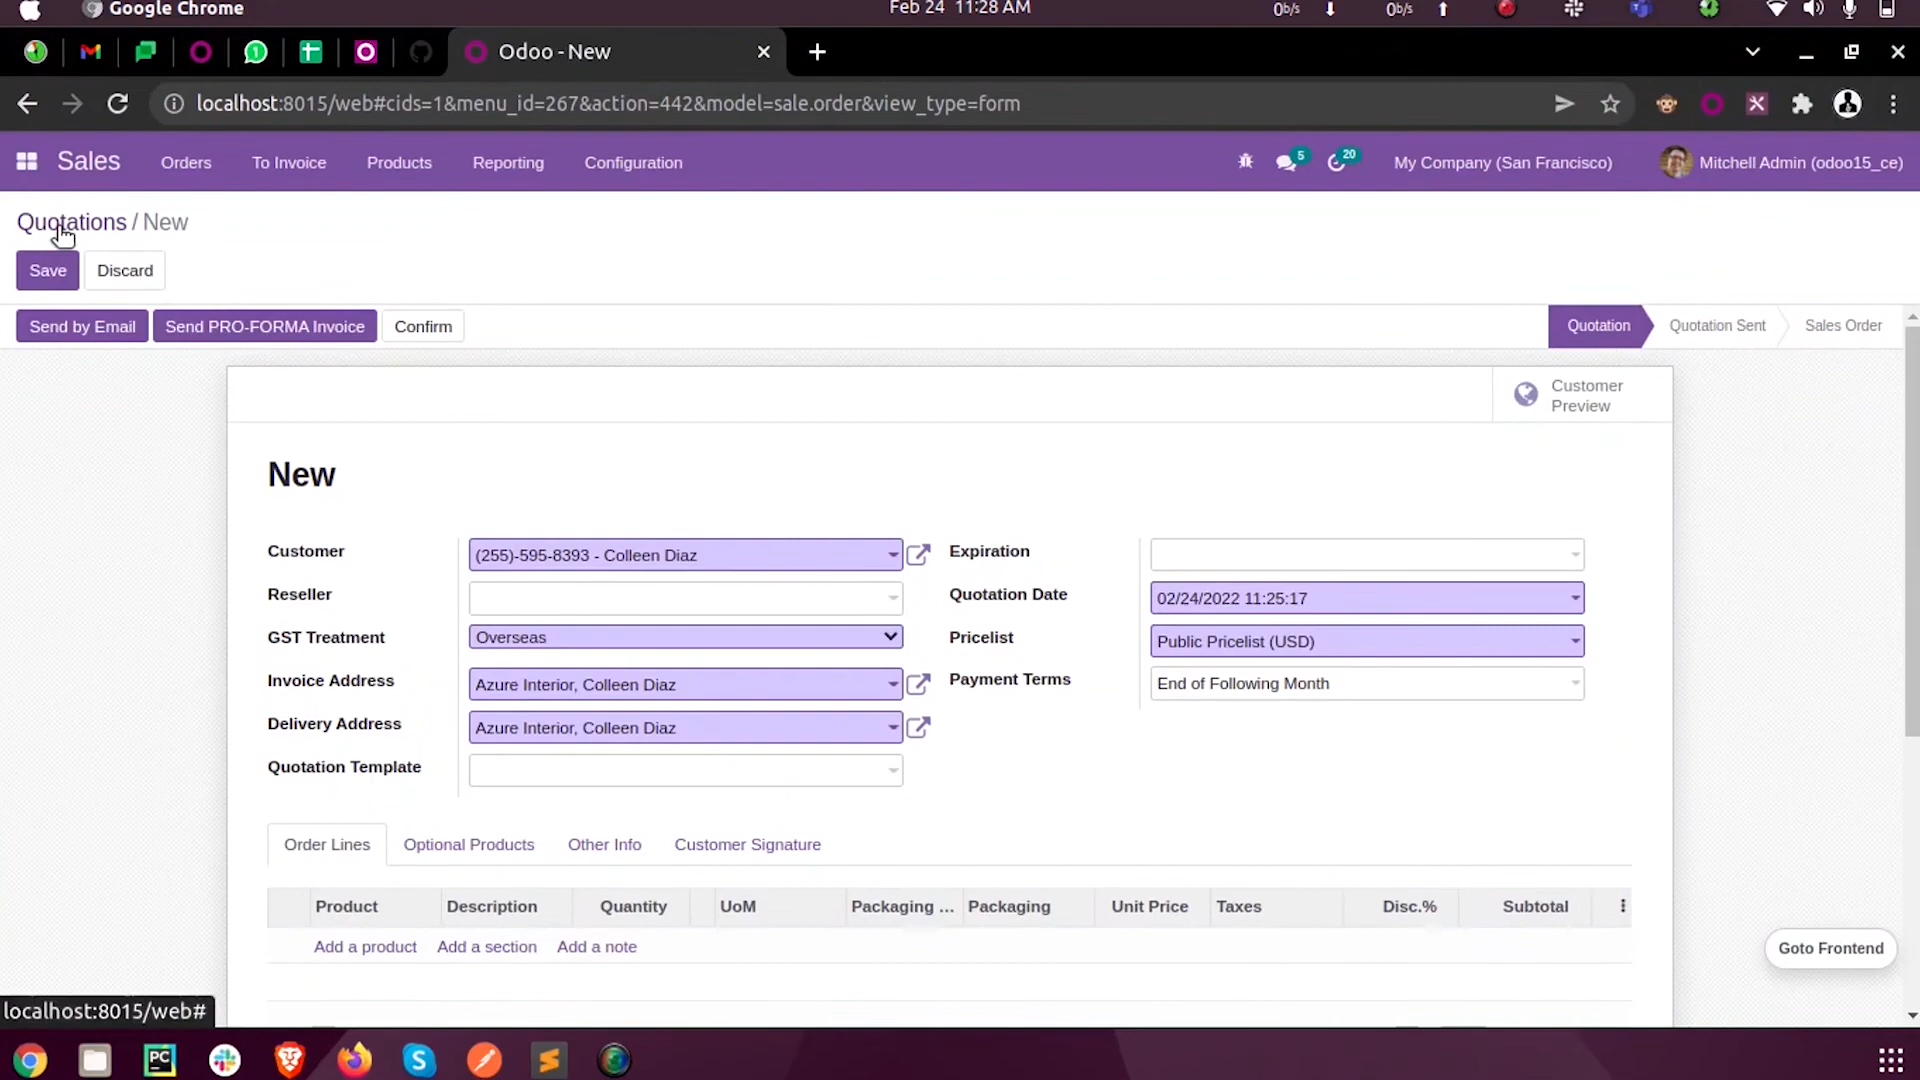 Google Chrome
Feb 24 11:28 AM
0b/s
0b/s
Odoo - New
localhost:8015/web#cids=1&menu_id=267&action=442&model=sale.order&view_type=form
Sales Orders To Invoice Products Reporting Configuration
5
20
My Company (San Francisco)
Mitchell Admin (odoo15_ce)
Quotations / New
Save Discard
Send by Email Send PRO-FORMA Invoice Confirm
Quotation Quotation Sent Sales Order
Customer
Preview
New
Customer (255)-595-8393 - Colleen Diaz
Expiration
Reseller
Quotation Date 02/24/2022 11:25:17
GST Treatment Overseas
Pricelist Public Pricelist (USD)
Invoice Address Azure Interior, Colleen Diaz
Payment Terms End of Following Month
Delivery Address Azure Interior, Colleen Diaz
Quotation Template
Order Lines Optional Products Other Info Customer Signature
Product Description Quantity UoM Packaging ... Packaging Unit Price Taxes Disc.% Subtotal
Add a product Add a section Add a note
Goto Frontend
localhost:8015/web#
PC